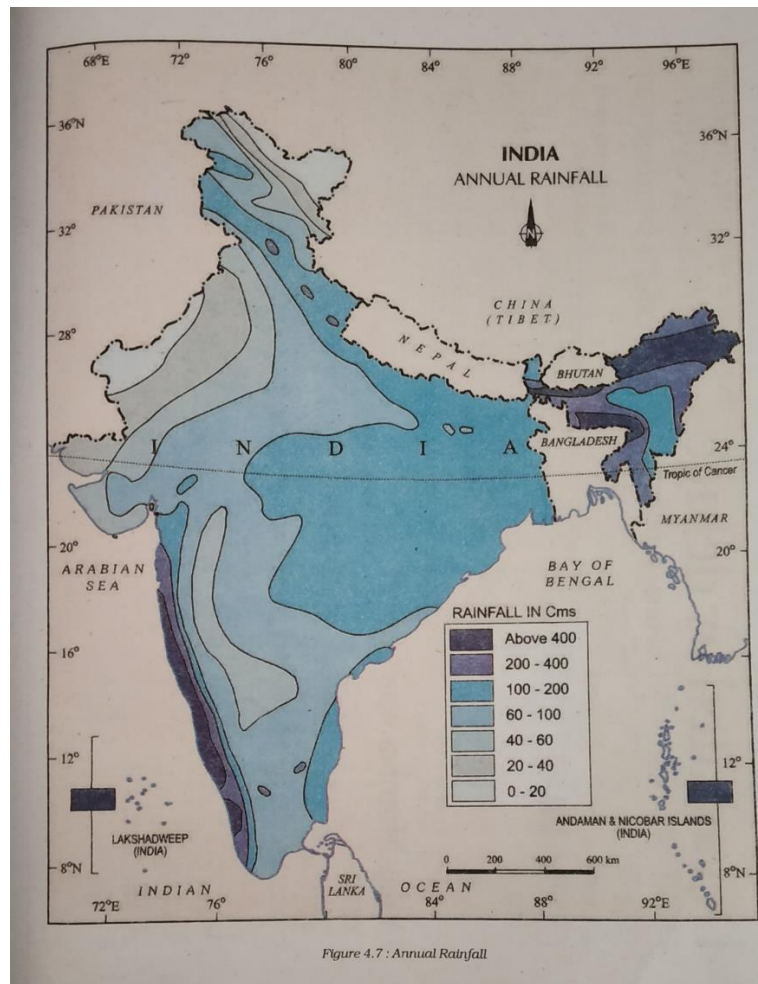 68°E 72° 76° 80° 84° 88° 92° 96°E
36°N
36°N
INDIA
ANNUAL RAINFALL
N
PAKISTAN
32°
32°
CHINA
(TIBET)
28°
28°
NEPAL
BHUTAN
I N D I A
BANGLADESH
24°
Tropic of Cancer
MYANMAR
20°
20°
ARABIAN
SEA
BAY OF
BENGAL
RAINFALL IN Cms
Above 400
200 - 400
100 - 200
60 - 100
40 - 60
20 - 40
0 - 20
16°
12°
12°
LAKSHADWEEP
(INDIA)
ANDAMAN & NICOBAR ISLANDS
(INDIA)
0 200 400 600 km
8°N
8°N
SRI
LANKA
INDIAN OCEAN
72°E 76° 84° 88° 92°E
Figure 4.7 : Annual Rainfall